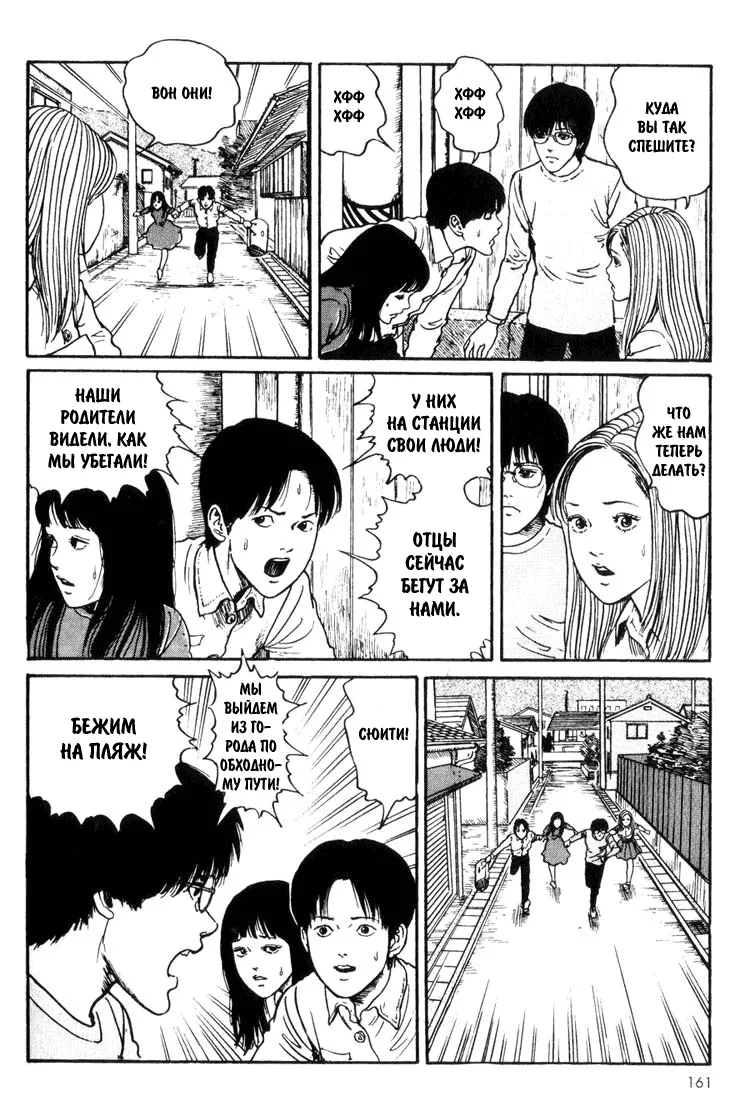 ВОН ОНИ!
ХФФ
ХФФ
ХФФ
ХФФ
КУДА
ВЫ ТАК
СПЕШИТЕ?
НАШИ
РОДИТЕЛИ
ВИДЕЛИ, КАК
МЫ УБЕГАЛИ!
У НИХ
НА СТАНЦИИ
СВОИ ЛЮДИ!
ОТЦЫ
СЕЙЧАС
БЕГУТ ЗА
НАМИ.
ЧТО
ЖЕ НАМ
ТЕПЕРЬ
ДЕЛАТЬ?
БЕЖИМ
НА ПЛЯЖ!
МЫ
ВЫЙДЕМ
ИЗ ГО-
РОДА ПО
ОБХОДНО-
МУ ПУТИ!
СЮИТИ!
161